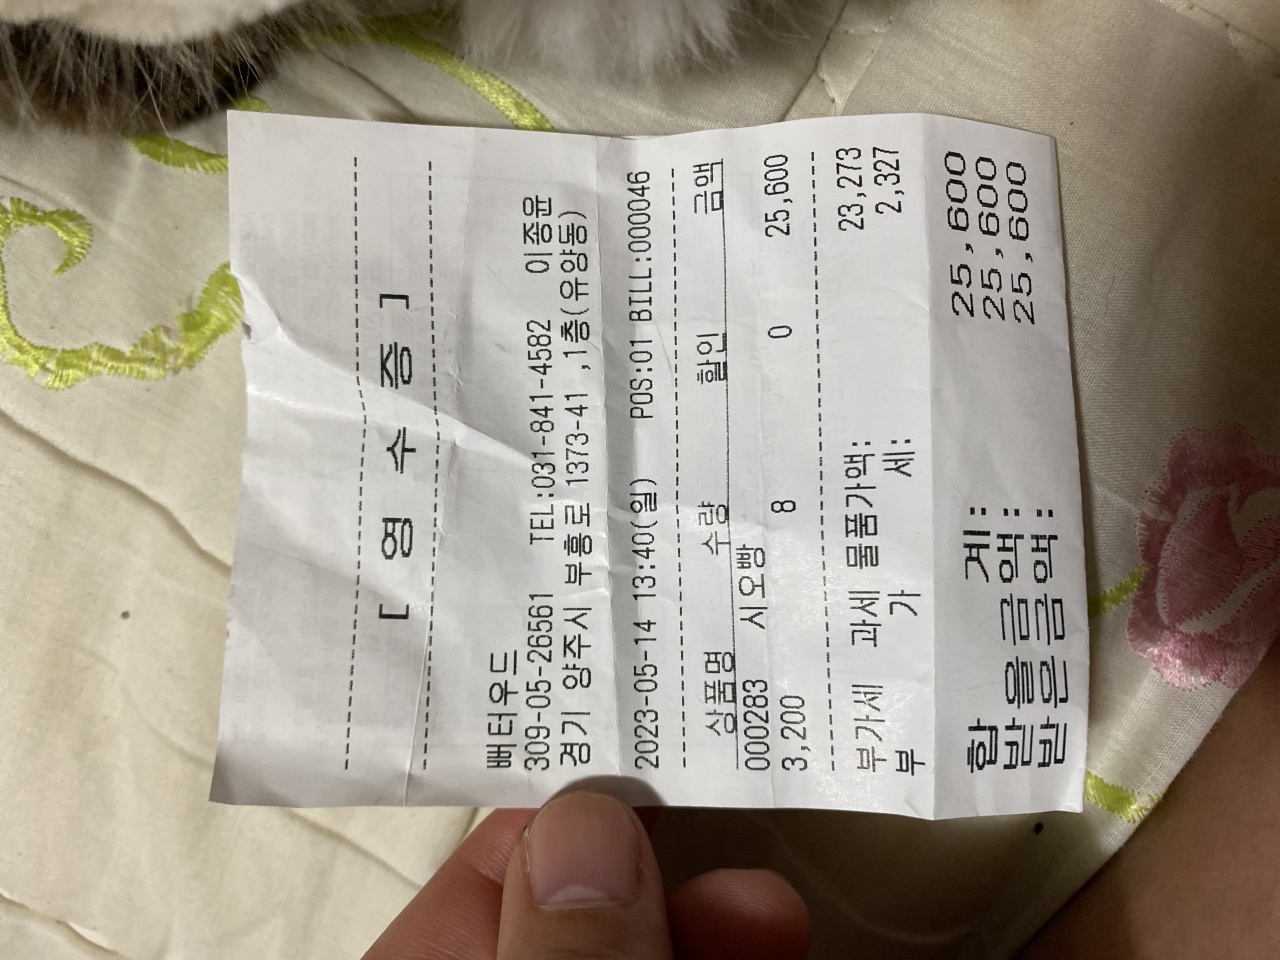 [ 영 수 증 ]
뻬터우드
309-05-26561 TEL:031-841-4582 이종윤
경기 양주시 부흥로 1373-41 ,1층(유양동)
2023-05-14 13:40(일) POS:01 BILL:000046
상품명 수량 할인 금액
000283 시오빵
3,200 8 0 25,600
부가세 과세 물품가액: 23,273
부 가 세: 2,327
합 계: 25,600
받을금액: 25,600
받은금액: 25,600